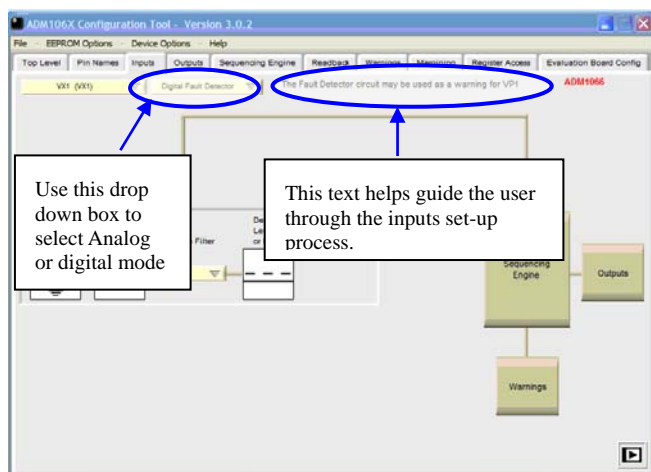 ADM106X Configuration Tool - Version 3.0.2
File EEPROM Options Device Options Help
Top Level Pin Names Inputs Outputs Sequencing Engine Readback Warnings Margining Register Access Evaluation Board Config
VX1 (VX1) Digital Fault Detector The Fault Detector circuit may be used as a warning for VP1 ADM1066
Use this drop
down box to
select Analog
or digital mode
This text helps guide the user
through the inputs set-up
process.
De
Le
Filter or
Sequencing
Engine
Outputs
Warnings